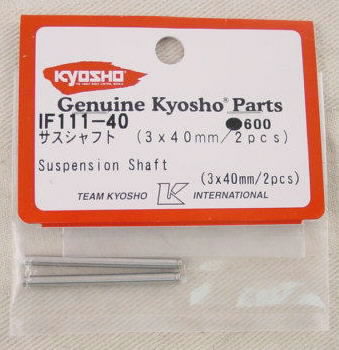 KYOSHO
Genuine Kyosho® Parts
IF111-40 ●600
サスシャフト (3x40mm/2pcs)
Suspension Shaft
(3x40mm/2pcs)
TEAM KYOSHO K INTERNATIONAL